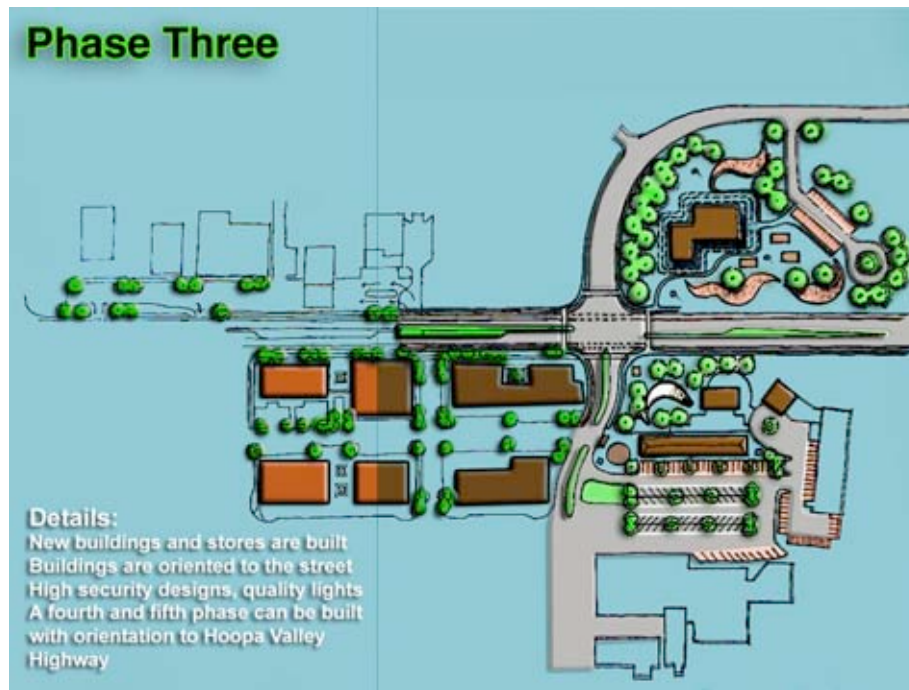 Phase Three
Details:
New buildings and stores are built
Buildings are oriented to the street
High security designs, quality lights
A fourth and fifth phase can be built
with orientation to Hoopa Valley
Highway